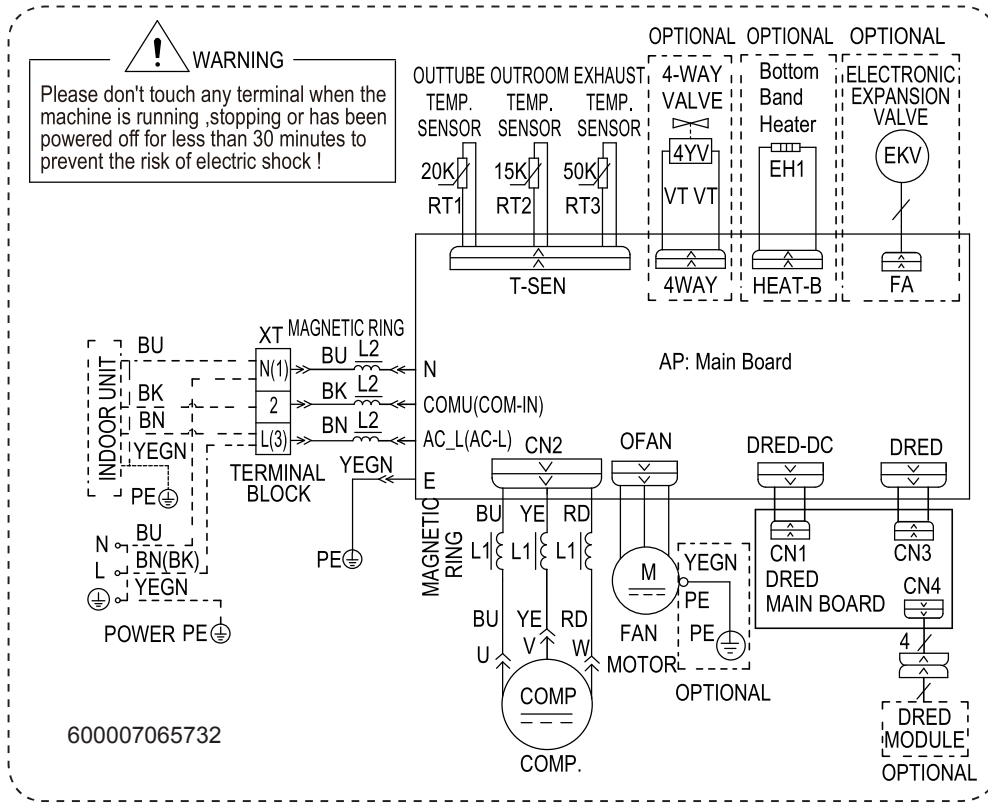 ! WARNING
Please don't touch any terminal when the
machine is running ,stopping or has been
powered off for less than 30 minutes to
prevent the risk of electric shock !
OUTTUBE
TEMP.
SENSOR
20K
RT1
OUTROOM
TEMP.
SENSOR
15K
RT2
EXHAUST
TEMP.
SENSOR
50K
RT3
T-SEN
OPTIONAL
4-WAY
VALVE
4YV
VT VT
4WAY
OPTIONAL
Bottom
Band
Heater
EH1
HEAT-B
OPTIONAL
ELECTRONIC
EXPANSION
VALVE
EKV
FA
AP: Main Board
INDOOR UNIT
BU
BK
BN
YEGN
PE
XT
N(1)
2
L(3)
TERMINAL
BLOCK
MAGNETIC RING
BU L2
N
BK L2
COMU(COM-IN)
BN L2
AC_L(AC-L)
YEGN
E
PE
N
BU
L
BN(BK)
YEGN
POWER PE
CN2
MAGNETIC
RING
BU YE RD
L1 L1 L1
BU YE RD
U V W
COMP
COMP.
OFAN
M
FAN
MOTOR
YEGN
PE
PE
OPTIONAL
DRED-DC
DRED
CN1
CN3
DRED
MAIN BOARD
CN4
4
DRED
MODULE
OPTIONAL
600007065732